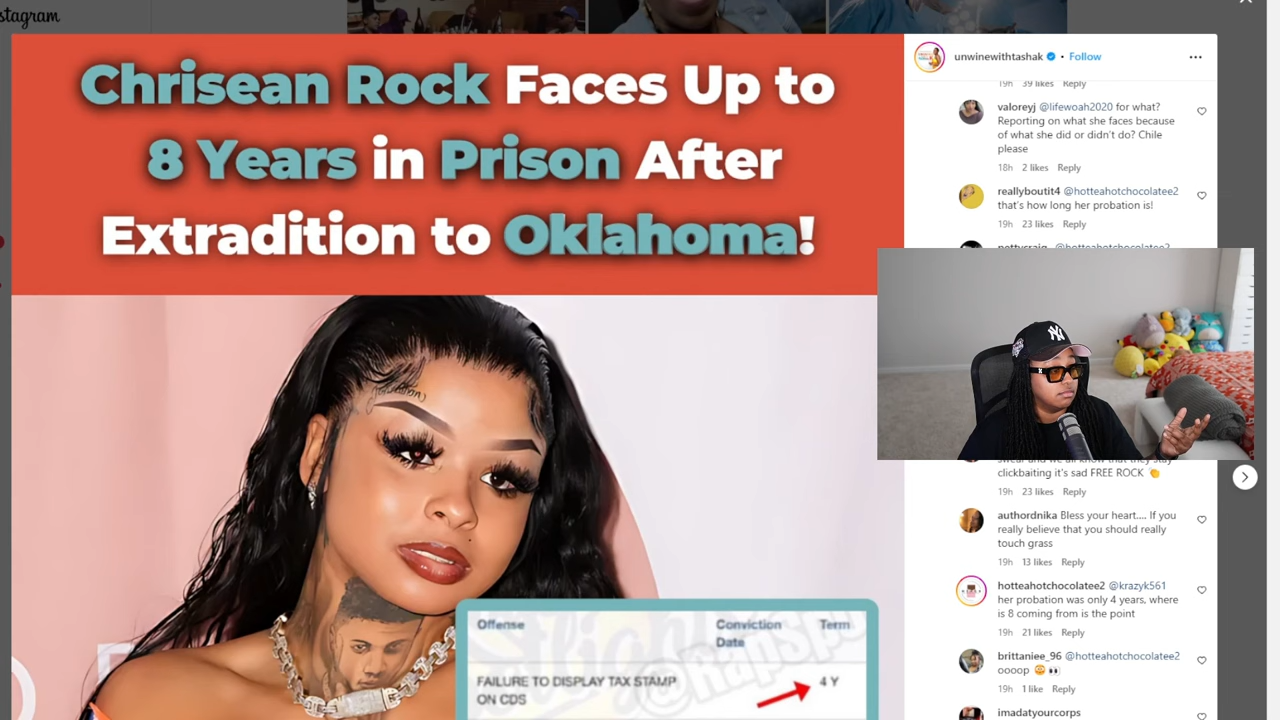 stagram
Chrisean Rock Faces Up to
8 Years in Prison After
Extradition to Oklahoma!
Offense
Conviction
Date
Term
FAILURE TO DISPLAY TAX STAMP
ON CDS
4 Y
unwinewithtashak • Follow
19h 39 likes Reply
valoreyj @lifewoah2020 for what?
Reporting on what she faces because
of what she did or didn't do? Chile
please
18h 2 likes Reply
reallyboutit4 @hotteahotchocolatee2
that's how long her probation is!
19h 23 likes Reply
clickbaiting it's sad FREE ROCK 👏
19h 23 likes Reply
authordnika Bless your heart.... If you
really believe that you should really
touch grass
19h 13 likes Reply
hotteahotchocolatee2 @krazyk561
her probation was only 4 years, where
is 8 coming from is the point
19h 21 likes Reply
brittaniee_96 @hotteahotchocolatee2
oooop
19h 1 like Reply
imadatyourcorps